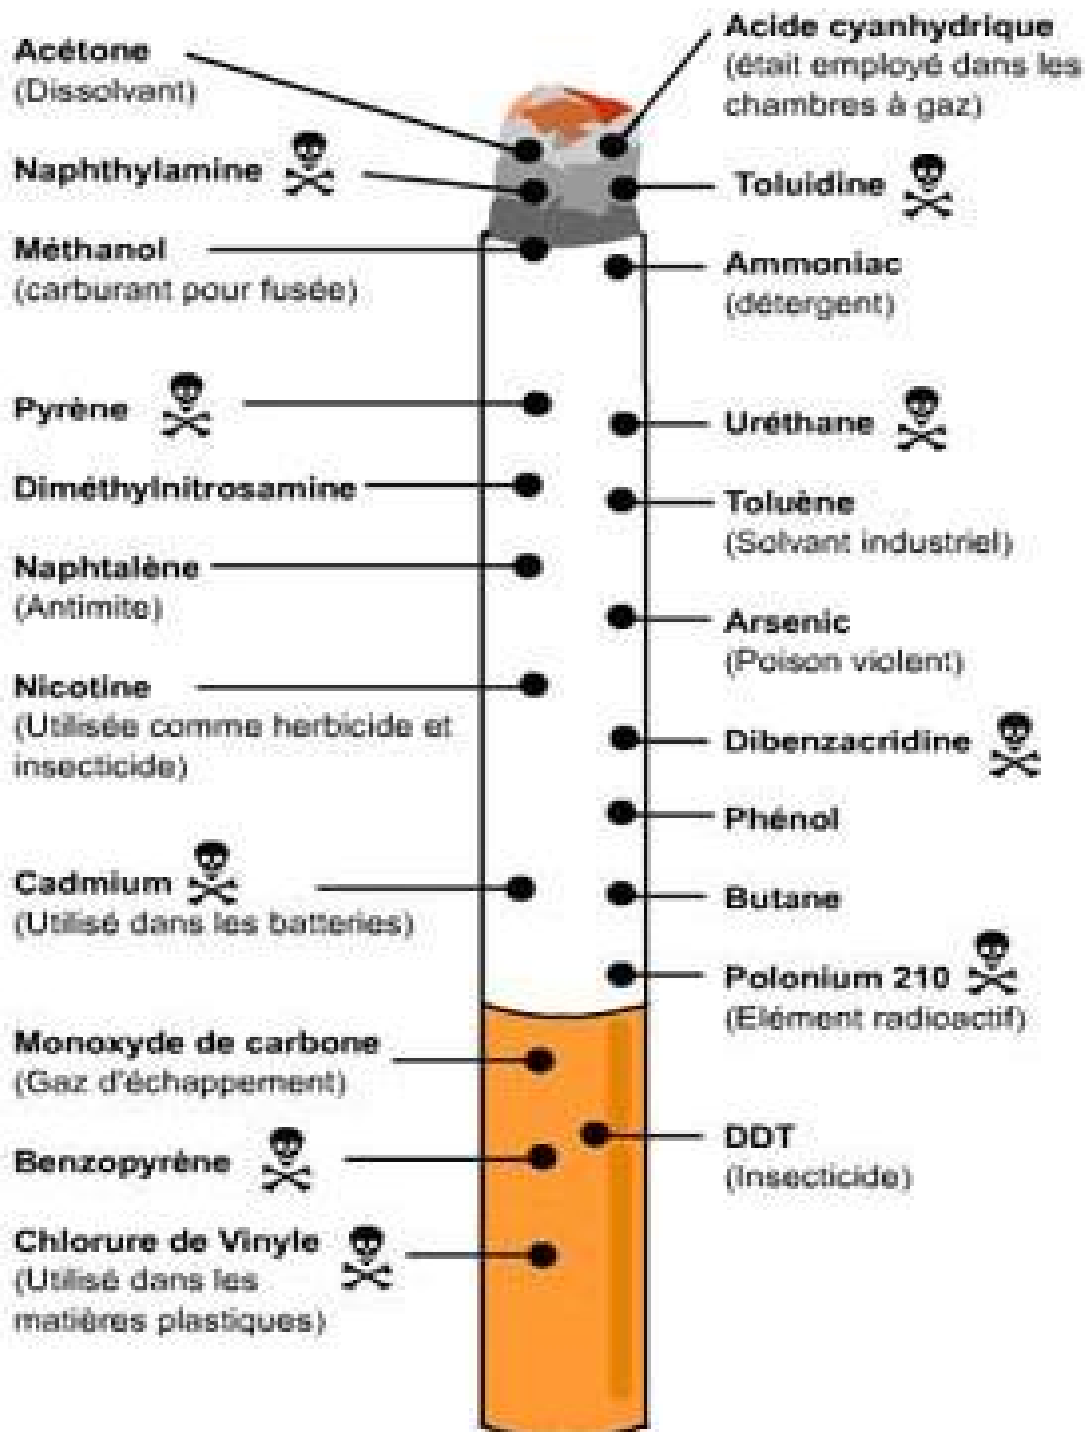 Acétone
(Dissolvant)
Naphthylamine
Méthanol
(carburant pour fusée)
Pyrène
Diméthylnitrosamine
Naphtalène
(Antimite)
Nicotine
(Utilisée comme herbicide et
insecticide)
Cadmium
(Utilisé dans les batteries)
Monoxyde de carbone
(Gaz d'échappement)
Benzopyrène
Chlorure de Vinyle
(Utilisé dans les
matières plastiques)
Acide cyanhydrique
(était employé dans les
chambres à gaz)
Toluidine
Ammoniac
(détergent)
Uréthane
Toluène
(Solvant industriel)
Arsenic
(Poison violent)
Dibenzacridine
Phénol
Butane
Polonium 210
(Elément radioactif)
DDT
(Insecticide)